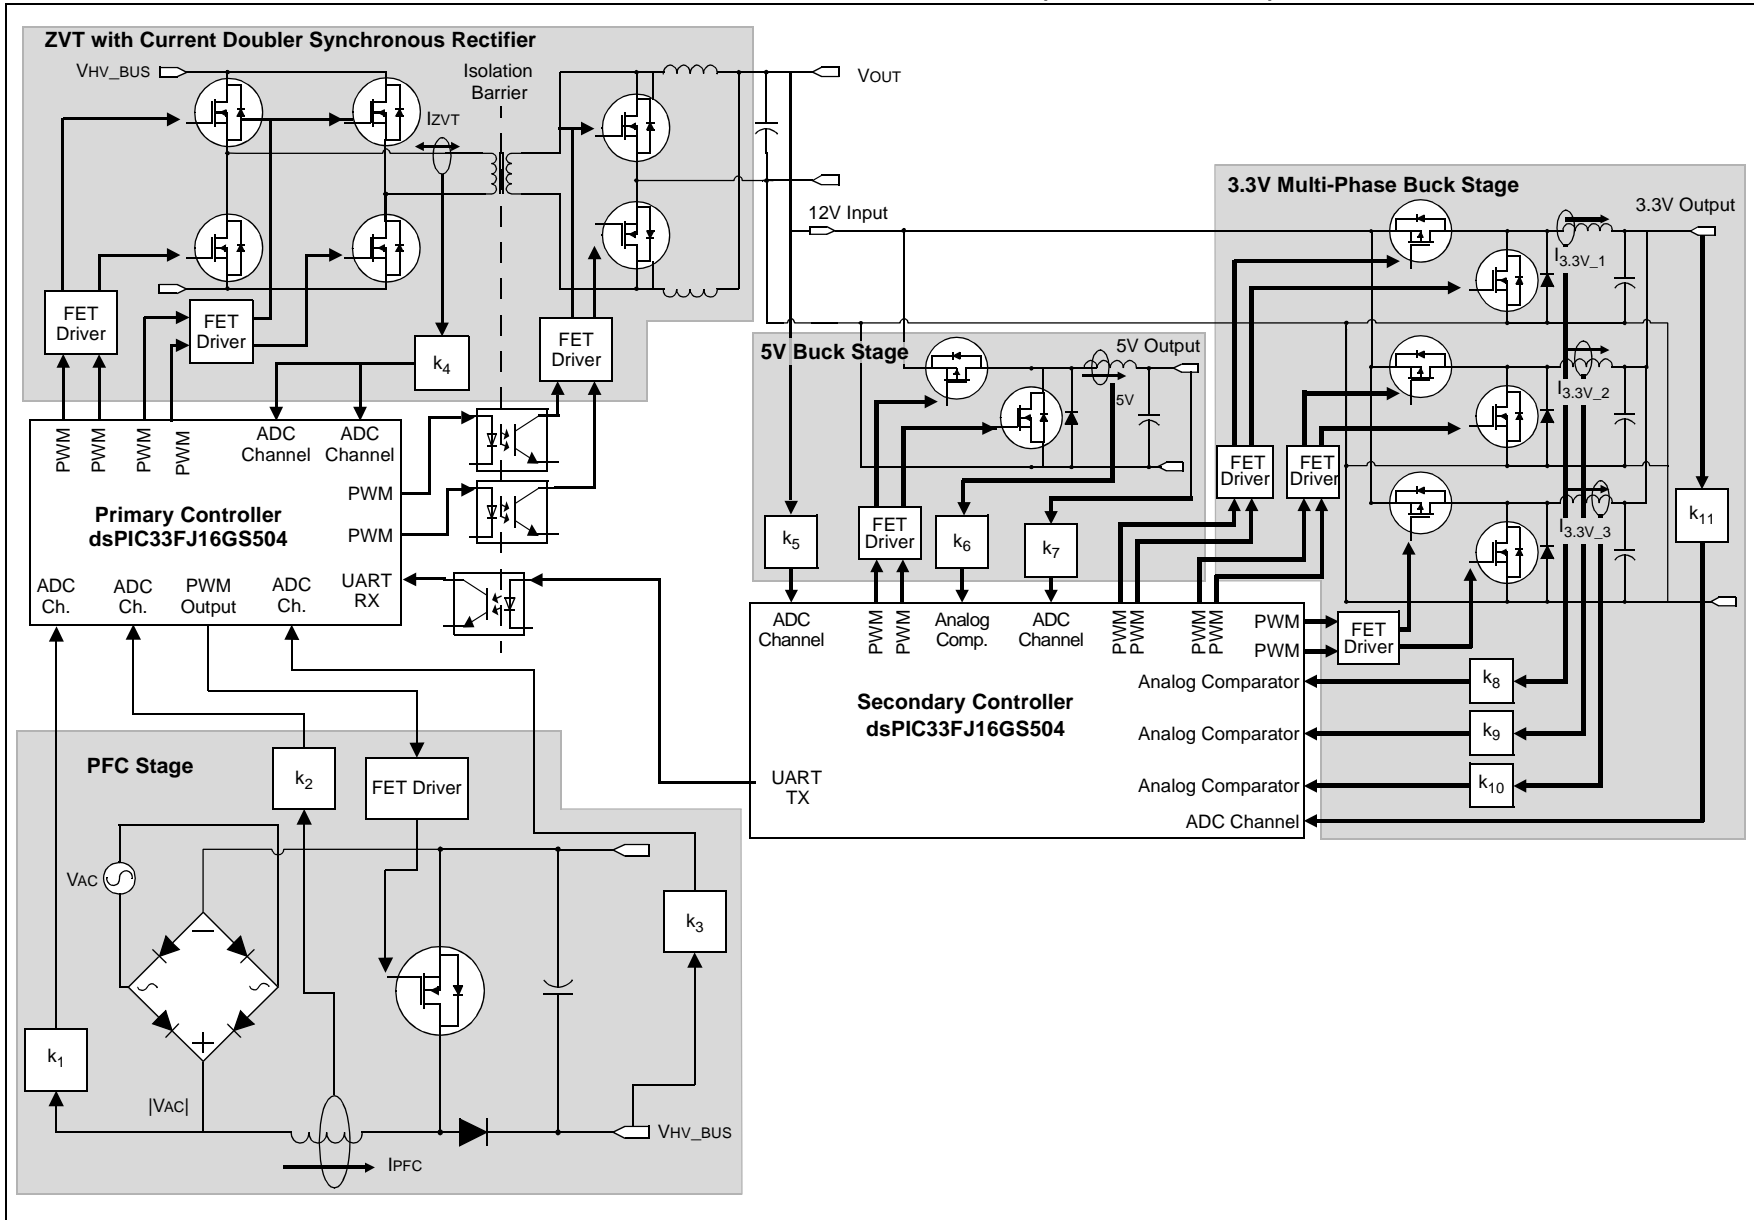 ZVT with Current Doubler Synchronous Rectifier
VHV_BUS
Isolation
Barrier
IZVT
VOUT
FET
Driver
FET
Driver
k4
FET
Driver
12V Input
3.3V Multi-Phase Buck Stage
3.3V Output
I3.3V_1
I3.3V_2
I3.3V_3
FET
Driver
FET
Driver
k11
5V Buck Stage
5V Output
5V
k5
FET
Driver
k6
k7
PWM
PWM
PWM
PWM
ADC
Channel
ADC
Channel
PWM
PWM
Primary Controller
dsPIC33FJ16GS504
ADC
Ch.
ADC
Ch.
PWM
Output
ADC
Ch.
UART
RX
ADC
Channel
PWM
PWM
Analog
Comp.
ADC
Channel
PWM
PWM
PWM
PWM
PWM
PWM
FET
Driver
Secondary Controller
dsPIC33FJ16GS504
Analog Comparator
k8
Analog Comparator
k9
Analog Comparator
k10
ADC Channel
UART
TX
PFC Stage
k2
FET Driver
VAC
k3
k1
|VAC|
VHV_BUS
IPFC